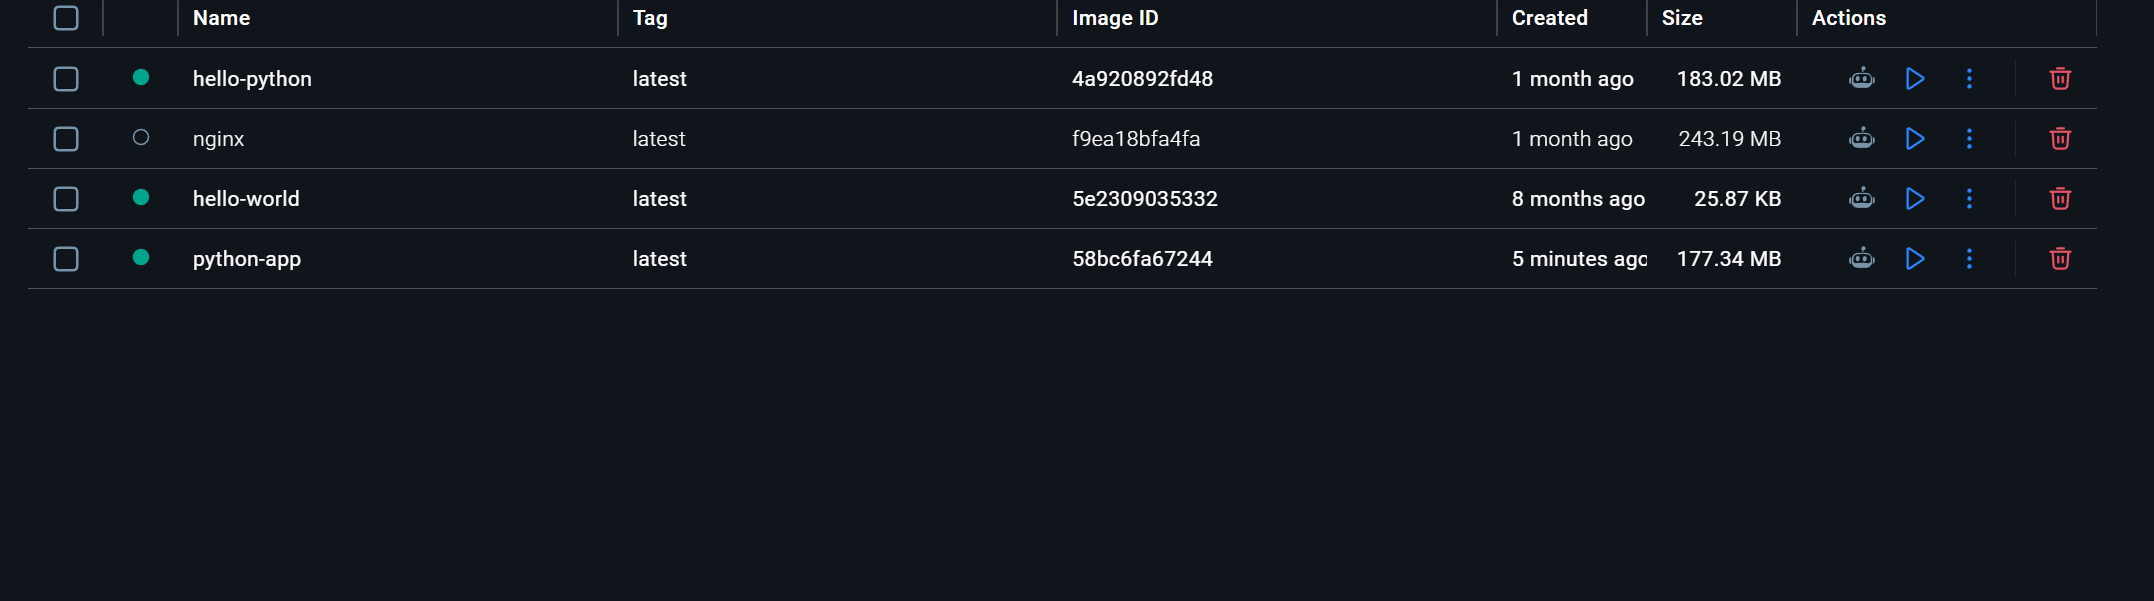 Name Tag Image ID Created Size Actions
hello-python latest 4a920892fd48 1 month ago 183.02 MB
nginx latest f9ea18bfa4fa 1 month ago 243.19 MB
hello-world latest 5e2309035332 8 months ago 25.87 KB
python-app latest 58bc6fa67244 5 minutes ago 177.34 MB